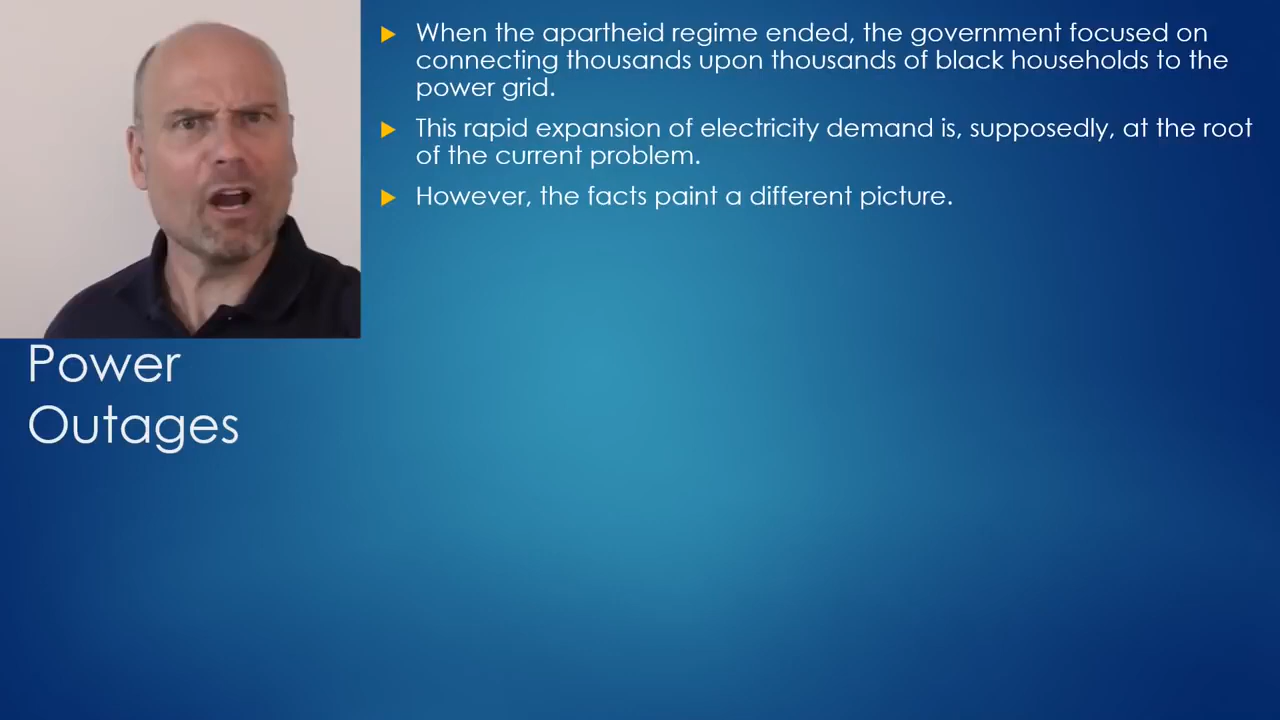 When the apartheid regime ended, the government focused on
connecting thousands upon thousands of black households to the
power grid.
This rapid expansion of electricity demand is, supposedly, at the root
of the current problem.
However, the facts paint a different picture.
Power
Outages